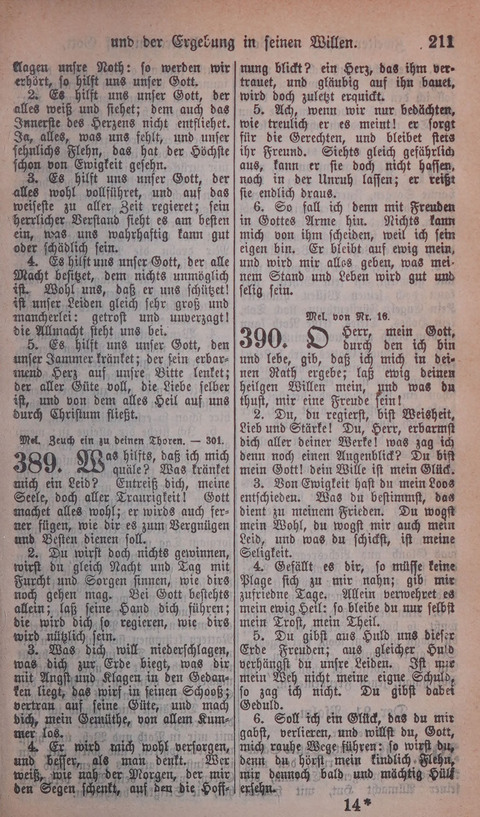 und der Ergebung in seinen Willen. 211
klagen unsre Noth: so werden wir
erhört, so hilft uns unser Gott.
2. Es hilft uns unser Gott, der
alles weiß und siehet; dem auch das
Innerste des Herzens nicht entfliehet.
Ja, alles, was uns fehlt, und unser
sehnlichs Flehn, das hat der Höchste
schon von Ewigkeit gesehn.
3. Es hilft uns unser Gott, der
alles wohl vollführet, und auf das
weiseste zu aller Zeit regieret; sein
herrlicher Verstand sieht es am besten
ein, was uns wahrhaftig kann gut
oder schädlich sein.
4. Es hilft uns unser Gott, der alle
Macht besitzet, dem nichts unmöglich
ist. Wohl uns, daß er uns schützet!
ist unser Leiden gleich sehr groß und
mancherlei: getrost und unverzagt!
die Allmacht steht uns bei.
5. Es hilft uns unser Gott, den
unser Jammer kränket; der sein erbar-
mend Herz auf unsre Bitte lenket;
der aller Güte voll, die Liebe selber
ist, und von dem alles Heil auf uns
durch Christum fließt.
Mel. Zeuch ein zu deinen Thoren. — 301.
389. Was hilfts, daß ich mich
quäle? Was kränket
mich ein Leid? Entreiß dich, meine
Seele, doch aller Traurigkeit! Gott
machet alles wohl; er wirds auch fer-
ner fügen, wie dir es zum Vergnügen
und Besten dienen soll.
2. Du wirst doch nichts gewinnen,
wirst du gleich Nacht und Tag mit
Furcht und Sorgen sinnen, wie dirs
noch gehen mag. Bei Gott bestehts
allein; laß seine Hand dich führen;
die wird dich so regieren, wie dirs
wird nützlich sein.
3. Was dich will niederschlagen,
was dich zur Erde biegt, was dir
mit Angst und Klagen in den Gedan-
ken liegt, das wirf in seinen Schooß;
vertrau auf seine Güte, und mach
dich, mein Gemüthe, von allem Kum-
mer los.
4. Er wird mich wohl versorgen,
und besser, als man denkt. Wer
weiß, wie nah der Morgen, der mir
den Segen schenkt, auf den die Hoff-
nung blickt? ein Herz, das ihm ver-
trauet, und gläubig auf ihn bauet,
wird doch zuletzt erquickt.
5. Ach, wenn wir nur bedächten,
wie treulich er es meint! er sorgt
für die Gerechten, und bleibet stets
ihr Freund. Siehts gleich gefährlich
aus, kann er sie doch nicht hassen,
noch in der Unruh lassen; er reißt
sie endlich draus.
6. So fall ich denn mit Freuden
in Gottes Arme hin. Nichts kann
mich von ihm scheiden, weil ich sein
eigen bin. Er bleibt auf ewig mein,
und wird mir alles geben, was mei-
nem Stand und Leben wird gut und
selig sein.
Mel. von Nr. 16.
390. O Herr, mein Gott,
durch den ich bin
und lebe, gib, daß ich mich in dei-
nen Rath ergebe; laß ewig deinen
heilgen Willen mein, und was du
thust, mir eine Freude sein!
2. Du, du regierst, bist Weisheit,
Lieb und Stärke! Du, Herr, erbarmst
dich aller deiner Werke! was zag ich
denn noch einen Augenblick? Du bist
mein Gott! dein Wille ist mein Glück.
3. Von Ewigkeit hast du mein Loos
entschieden. Was du bestimmst, das
dient zu meinem Frieden. Du wogst
mein Wohl, du wogst mir auch mein
Leid, und was du schickst, ist meine
Seligkeit.
4. Gefällt es dir, so müsse keine
Plage sich zu mir nahn; gib mir
zufriedne Tage. Allein verwehret es
mein ewig Heil: so bleibe du nur selbst
mein Trost, mein Theil.
5. Du gibst aus Huld uns dieser
Erde Freuden; aus gleicher Huld
verhängst du unsre Leiden. Ist nur
mein Weh nicht meine eigne Schuld,
so zag ich nicht. Du gibst dabei
Geduld.
6. Soll ich ein Glück, das du mir
gabst, verlieren, und willst du, Gott,
mich rauhe Wege führen: so wirst du,
denn du hörst mein kindlich Flehn,
mir dennoch bald und mächtig Hülf
ersehn.
14*